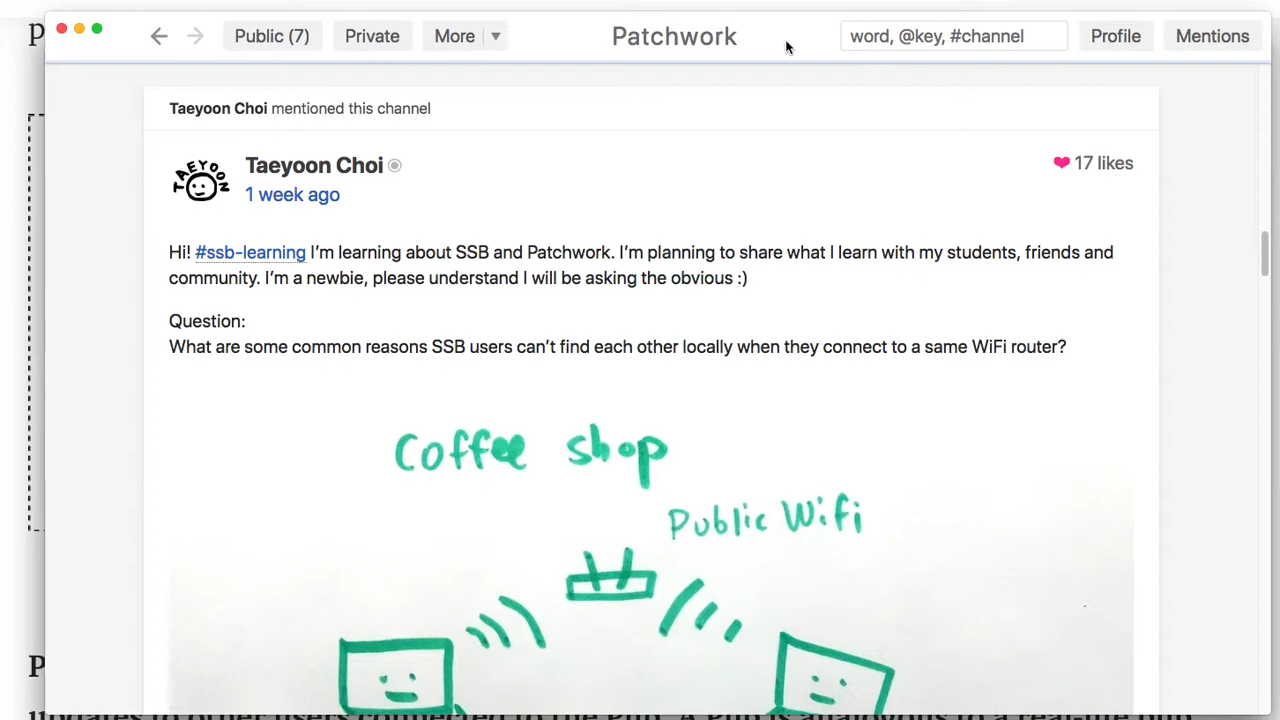 Public (7) Private More Patchwork word, @key, #channel Profile Mentions
Taeyoon Choi mentioned this channel
TAEYOON
Taeyoon Choi
17 likes
1 week ago
Hi! #ssb-learning I’m learning about SSB and Patchwork. I’m planning to share what I learn with my students, friends and
community. I’m a newbie, please understand I will be asking the obvious :)
Question:
What are some common reasons SSB users can’t find each other locally when they connect to a same WiFi router?
Coffee shop
Public Wifi